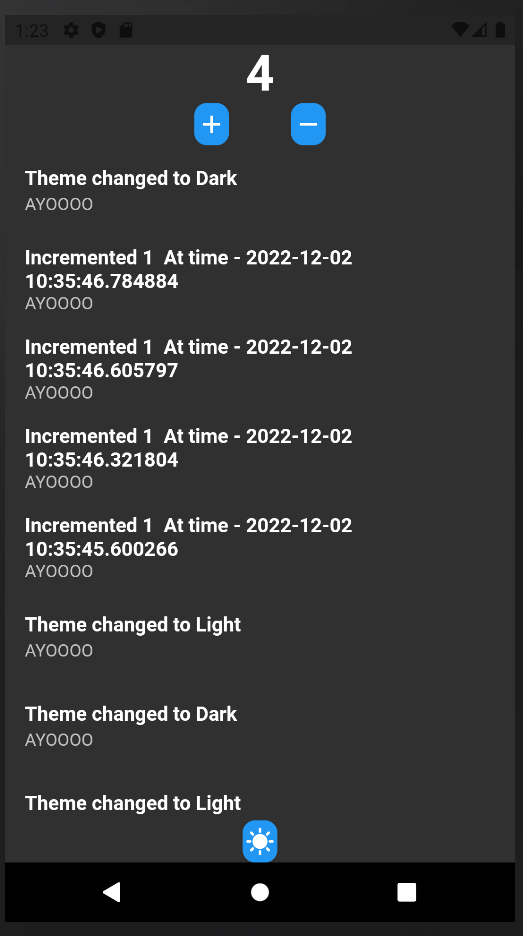 1:23
4
Theme changed to Dark
AYOOOO
Incremented 1  At time - 2022-12-02
10:35:46.784884
AYOOOO
Incremented 1  At time - 2022-12-02
10:35:46.605797
AYOOOO
Incremented 1  At time - 2022-12-02
10:35:46.321804
AYOOOO
Incremented 1  At time - 2022-12-02
10:35:45.600266
AYOOOO
Theme changed to Light
AYOOOO
Theme changed to Dark
AYOOOO
Theme changed to Light